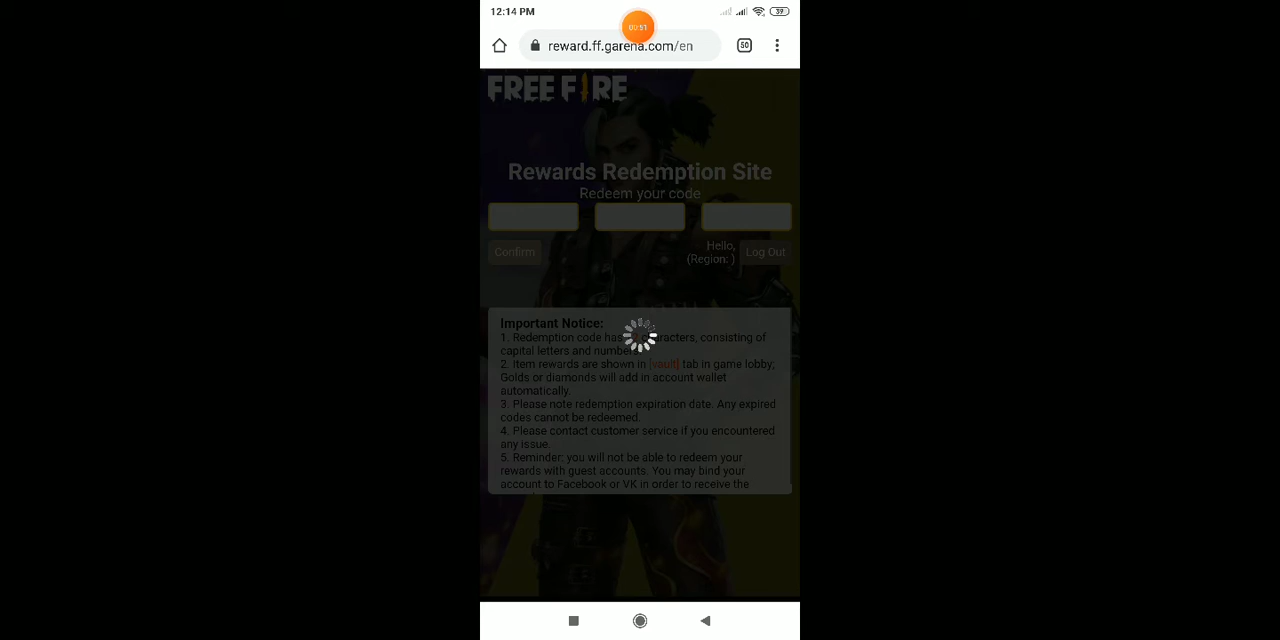 12:14 PM
00:51
39
reward.ff.garena.com/en
50
FREE FIRE
Rewards Redemption Site
Redeem your code
Confirm
Hello,
(Region: )
Log Out
Important Notice:
1. Redemption code has characters, consisting of
capital letters and numbers
2. Item rewards are shown in [vault] tab in game lobby;
Golds or diamonds will add in account wallet
automatically.
3. Please note redemption expiration date. Any expired
codes cannot be redeemed.
4. Please contact customer service if you encountered
any issue.
5. Reminder: you will not be able to redeem your
rewards with guest accounts. You may bind your
account to Facebook or VK in order to receive the